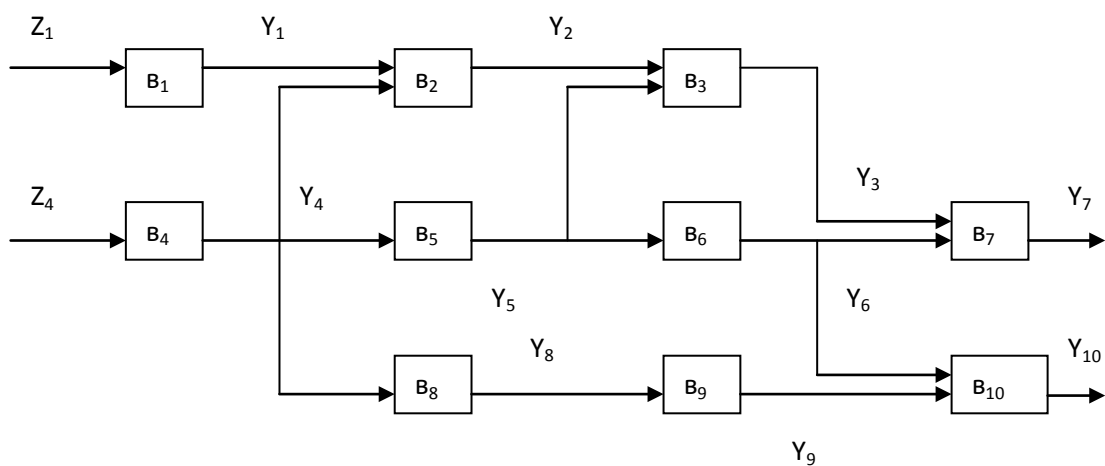 Z₁ Y₁ Y₂
B₁ B₂ B₃
Y₃
Z₄ Y₄ Y₇
B₄ B₅ B₆ B₇
Y₅ Y₆
Y₈ Y₁₀
B₈ B₉ B₁₀
Y₉